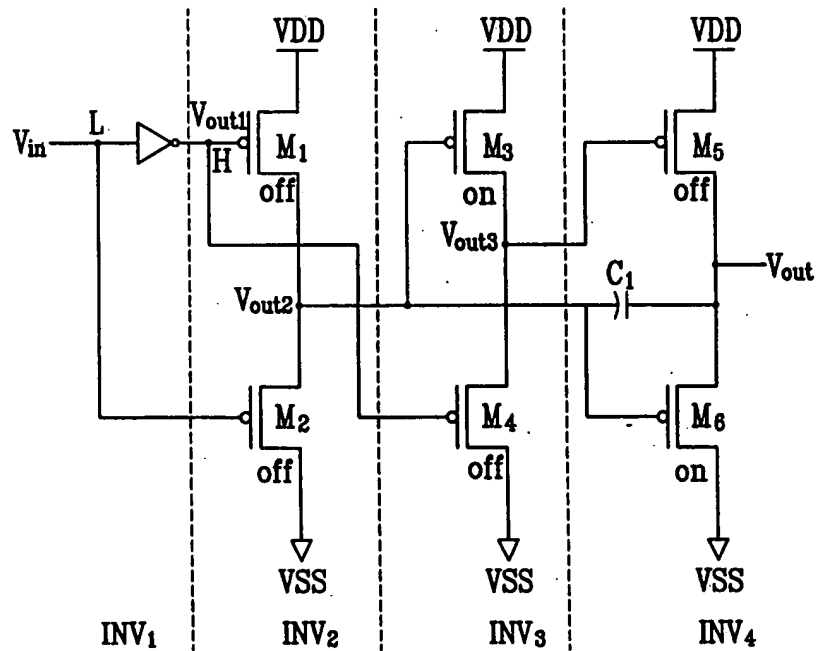 VDD VDD VDD
L Vout1
Vin H M1 M3 M5
off on off
Vout3 Vout
C1
Vout2
M2 M4 M6
off off on
VSS VSS VSS
INV1 INV2 INV3 INV4